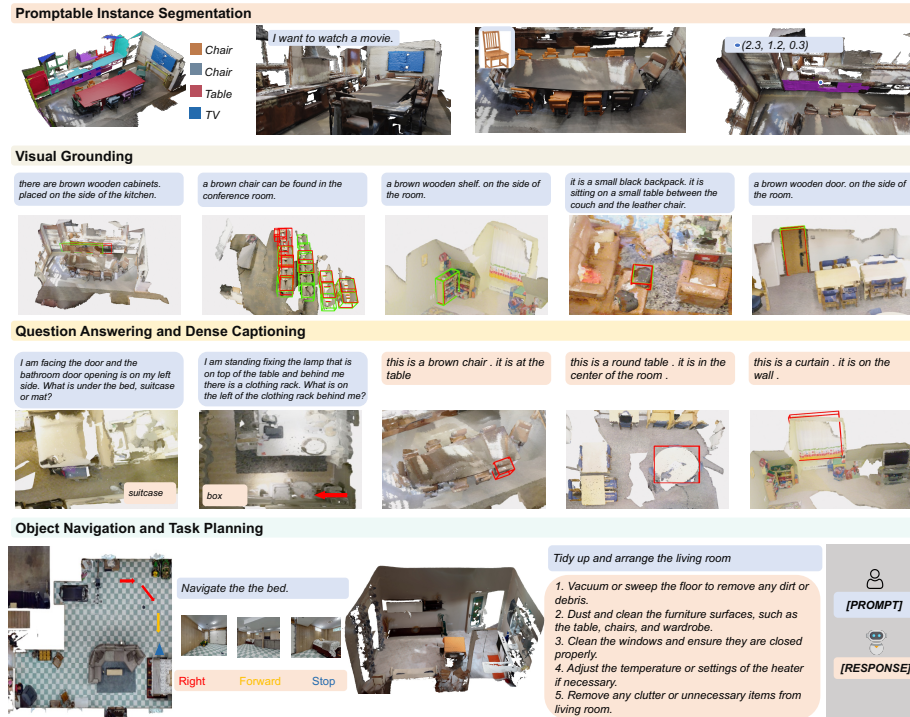 Promptable Instance Segmentation
Chair
Chair
Table
TV
I want to watch a movie.
(2.3, 1.2, 0.3)
Visual Grounding
there are brown wooden cabinets.
placed on the side of the kitchen.
a brown chair can be found in the
conference room.
a brown wooden shelf. on the side of
the room.
it is a small black backpack. it is
sitting on a small table between the
couch and the leather chair.
a brown wooden door. on the side of
the room.
Question Answering and Dense Captioning
I am facing the door and the
bathroom door opening is on my left
side. What is under the bed, suitcase
or mat?
suitcase
I am standing fixing the lamp that is
on top of the table and behind me
there is a clothing rack. What is on
the left of the clothing rack behind me?
box
this is a brown chair . it is at the
table
this is a round table . it is in the
center of the room .
this is a curtain . it is on the
wall .
Object Navigation and Task Planning
Navigate the the bed.
Right
Forward
Stop
Tidy up and arrange the living room
1. Vacuum or sweep the floor to remove any dirt or
debris.
2. Dust and clean the furniture surfaces, such as
the table, chairs, and wardrobe.
3. Clean the windows and ensure they are closed
properly.
4. Adjust the temperature or settings of the heater
if necessary.
5. Remove any clutter or unnecessary items from
living room.
[PROMPT]
[RESPONSE]